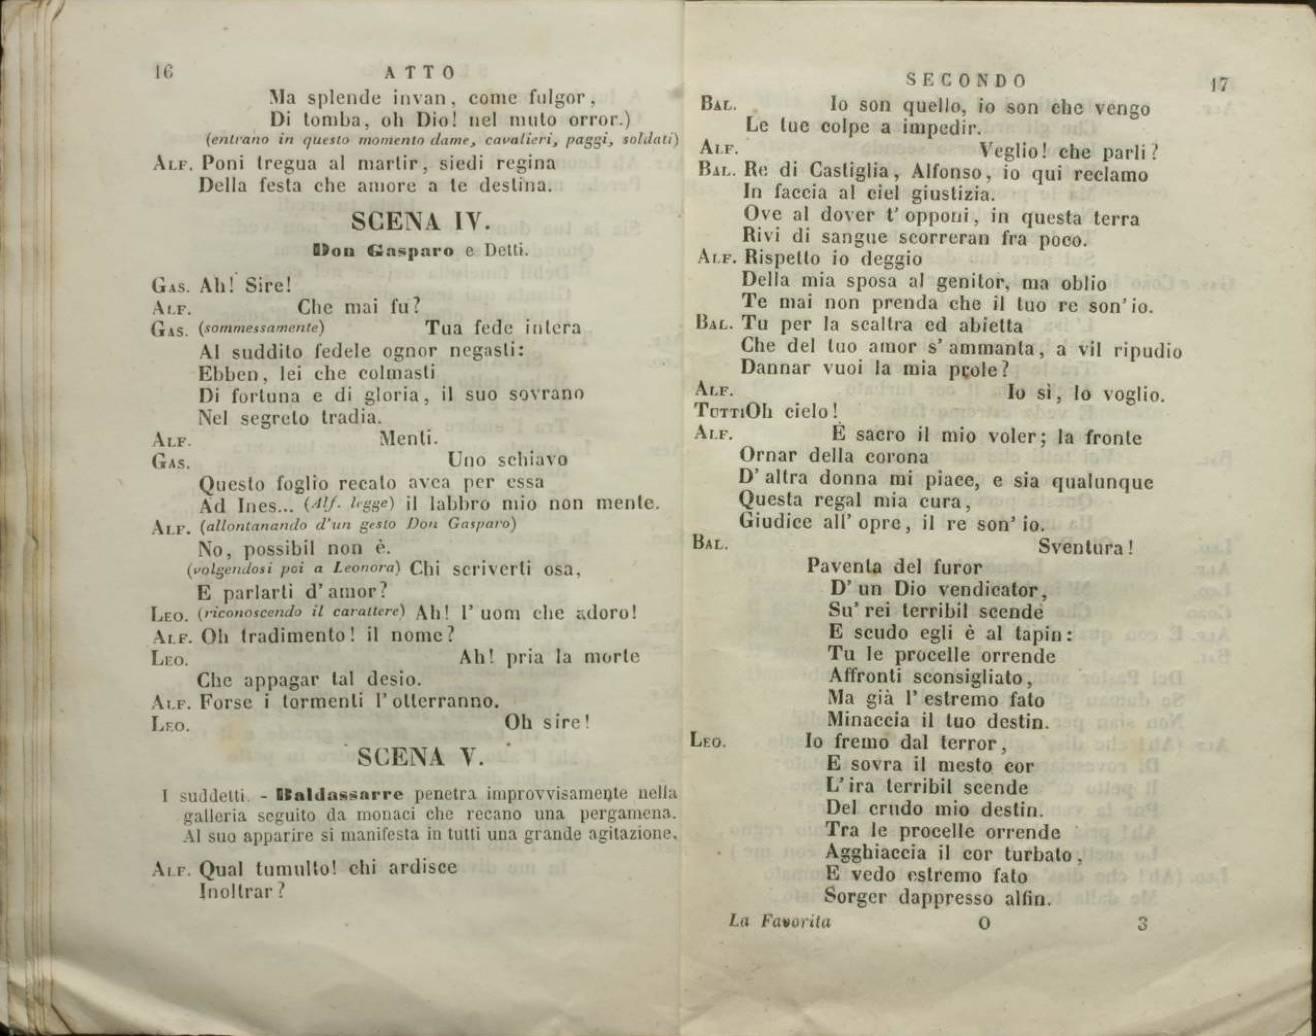 16
ATTO
Ma splende invan, come fulgor,
Di tomba, oh Dio! nel muto orror.)
(entrano in questo momento dame, cavalieri, paggi, soldati)
ALF. Poni tregua al martir, siedi regina
Della festa che amore a te destina.
SCENA IV.
Don Gasparo e Detti.
GAS. Ah! Sire!
ALF. Che mai fu?
GAS. (sommessamente) Tua fede intera
Al suddito fedele ognor negasti:
Ebben, lei che colmasti
Di fortuna e di gloria, il suo sovrano
Nel segreto tradia.
ALF. Menti.
GAS. Uno schiavo
Questo foglio recato avea per essa
Ad Ines... (Alf. legge) il labbro mio non mente.
ALF. (allontanando d'un gesto Don Gasparo)
No, possibil non è.
(volgendosi poi a Leonora) Chi scriverti osa,
E parlarti d'amor?
LEO. (riconoscendo il carattere) Ah! l'uom che adoro!
ALF. Oh tradimento! il nome?
LEO. Ah! pria la morte
Che appagar tal desio.
ALF. Forse i tormenti l'otterranno.
LEO. Oh sire!
SCENA V.
I suddetti. - Baldassarre penetra improvvisamente nella
galleria seguito da monaci che recano una pergamena.
Al suo apparire si manifesta in tutti una grande agitazione.
ALF. Qual tumulto! chi ardisce
Inoltrar?
SECONDO
17
BAL. Io son quello, io son che vengo
Le tue colpe a impedir.
ALF. Veglio! che parli?
BAL. Re di Castiglia, Alfonso, io qui reclamo
In faccia al ciel giustizia.
Ove al dover t'opponi, in questa terra
Rivi di sangue scorreran fra poco.
ALF. Rispetto io deggio
Della mia sposa al genitor, ma oblio
Te mai non prenda che il tuo re son'io.
BAL. Tu per la scaltra ed abietta
Che del tuo amor s'ammanta, a vil ripudio
Dannar vuoi la mia prole?
ALF. Io sì, lo voglio.
TUTTI Oh cielo!
ALF. È sacro il mio voler; la fronte
Ornar della corona
D'altra donna mi piace, e sia qualunque
Questa regal mia cura,
Giudice all'opre, il re son'io.
BAL. Sventura!
Paventa del furor
D'un Dio vendicator,
Su'rei terribil scende
E scudo egli è al tapin:
Tu le procelle orrende
Affronti sconsigliato,
Ma già l'estremo fato
Minaccia il tuo destin.
LEO. Io fremo dal terror,
E sovra il mesto cor
L'ira terribil scende
Del crudo mio destin.
Tra le procelle orrende
Agghiaccia il cor turbato,
E vedo estremo fato
Sorger dappresso alfin.
La Favorita O 3